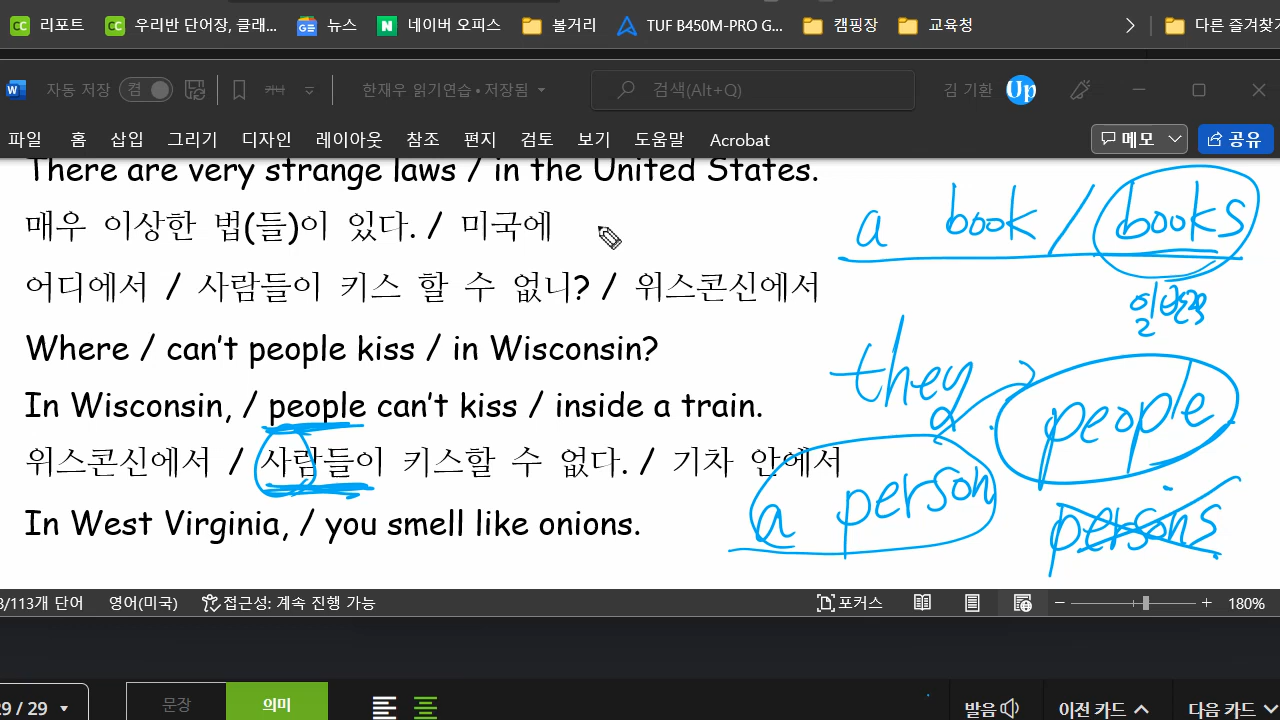 리포트 우리반 단어장, 클래... 뉴스 네이버 오피스 볼거리 TUF B450M-PRO G... 캠핑장 교육청 다른 즐겨찾기
자동 저장 켬 한재우 읽기연습 • 저장됨 검색(Alt+Q) 김 기환 Up
파일 홈 삽입 그리기 디자인 레이아웃 참조 편지 검토 보기 도움말 Acrobat 메모 공유
There are very strange laws / in the United States.
매우 이상한 법(들)이 있다. / 미국에
a book / books
어디에서 / 사람들이 키스 할 수 없니? / 위스콘신에서
Where / can't people kiss / in Wisconsin?
they
In Wisconsin, / people can't kiss / inside a train.
people
위스콘신에서 / 사람들이 키스할 수 없다. / 기차 안에서
a person
In West Virginia, / you smell like onions.
persons
3/113개 단어 영어(미국) 접근성: 계속 진행 가능 포커스 180%
29 / 29 문장 의미 발음 이전 카드 다음 카드